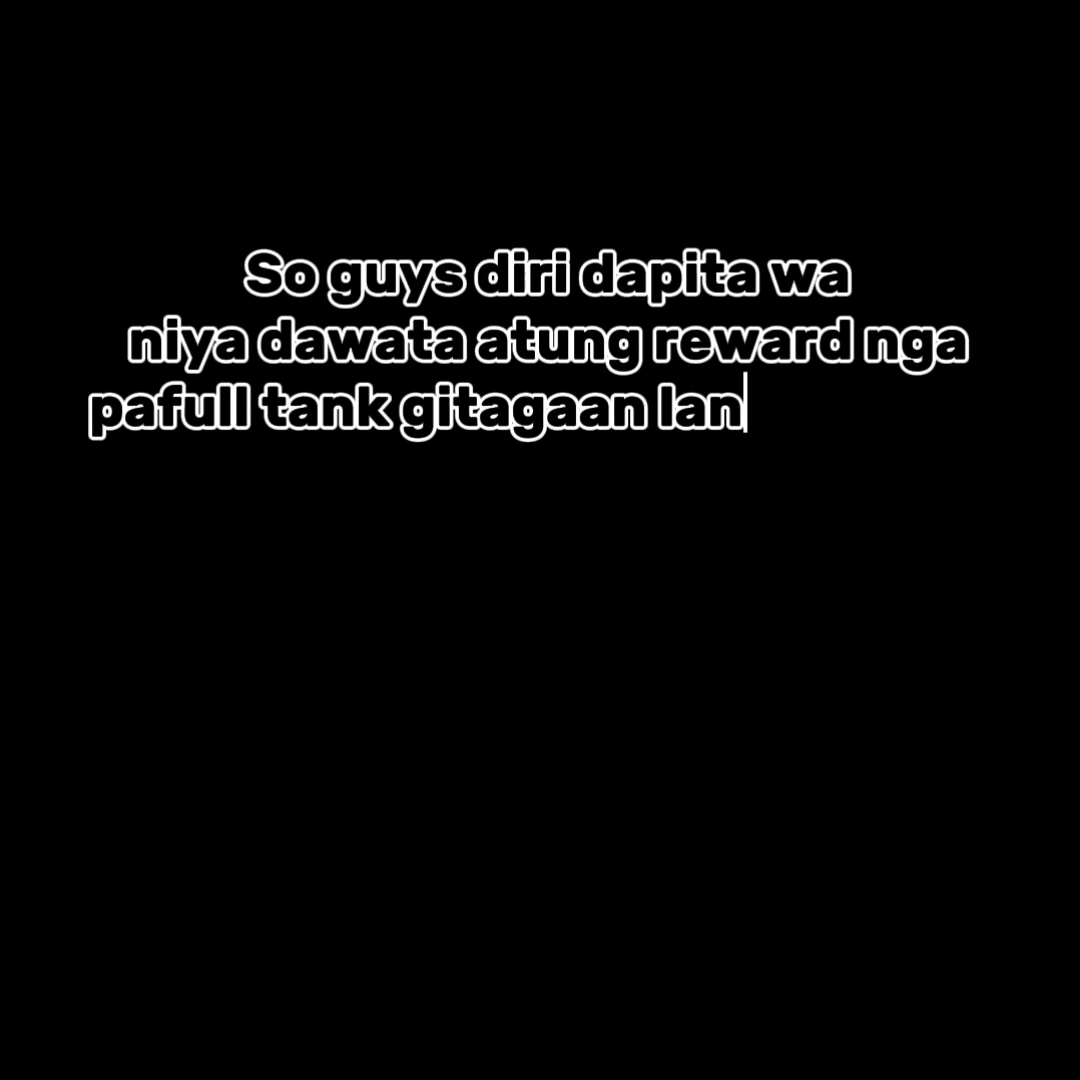 So guys diri dapita wa
niya dawata atung reward nga
pafull tank gitagaan lan